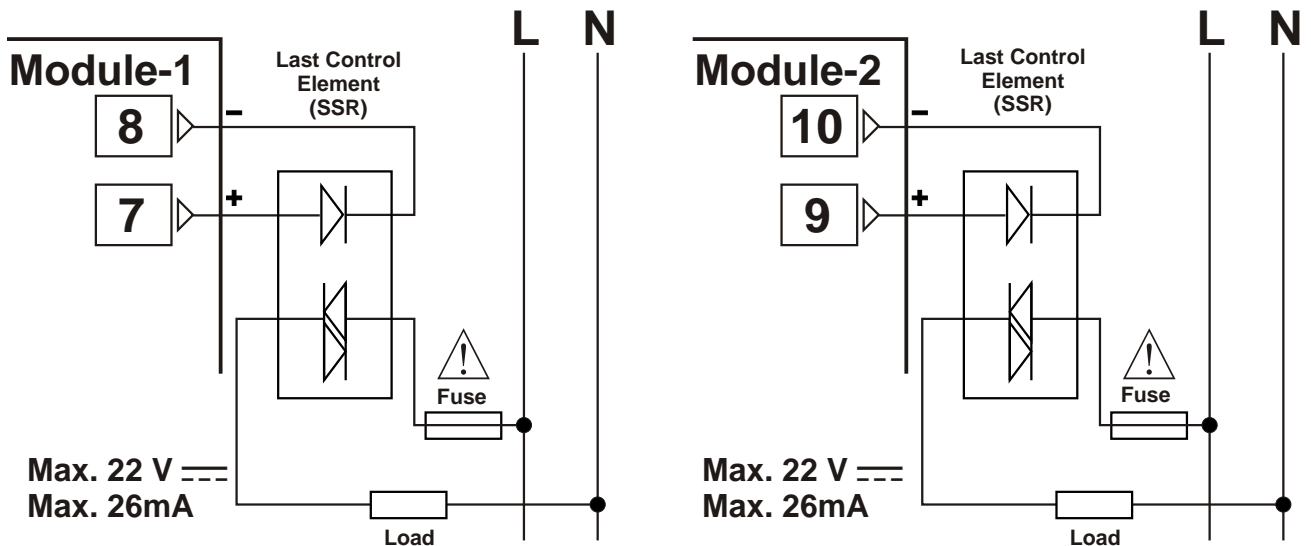 L N
Module-1
Last Control
Element
(SSR)
8
-
7
+
!
Fuse
Max. 22 V
Max. 26mA
Load
L N
Module-2
Last Control
Element
(SSR)
10
-
9
+
!
Fuse
Max. 22 V
Max. 26mA
Load